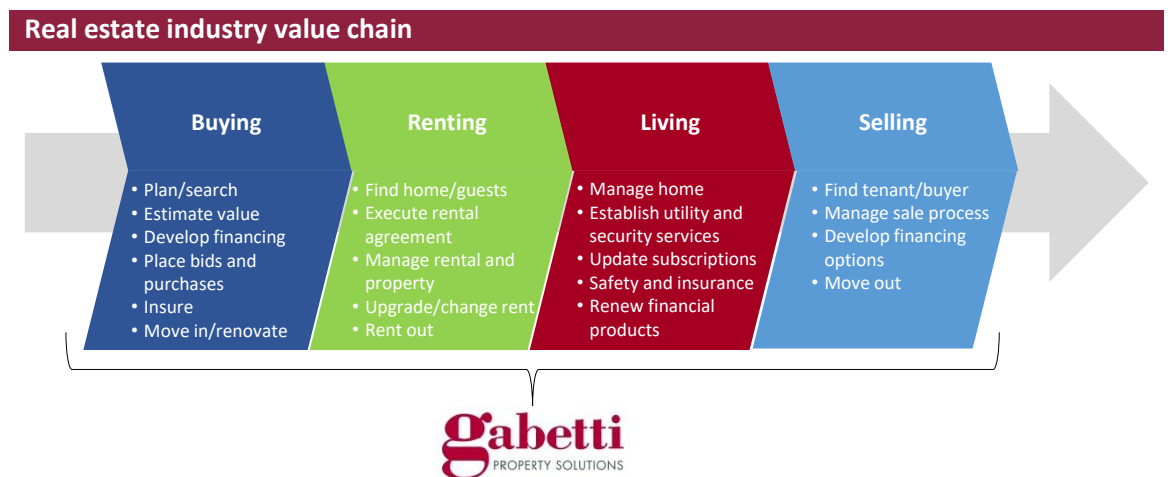 Real estate industry value chain
Buying
• Plan/search
• Estimate value
• Develop financing
• Place bids and
purchases
• Insure
• Move in/renovate
Renting
• Find home/guests
• Execute rental
agreement
• Manage rental and
property
• Upgrade/change rent
• Rent out
Living
• Manage home
• Establish utility and
security services
• Update subscriptions
• Safety and insurance
• Renew financial
products
Selling
• Find tenant/buyer
• Manage sale process
• Develop financing
options
• Move out
gabetti
PROPERTY SOLUTIONS